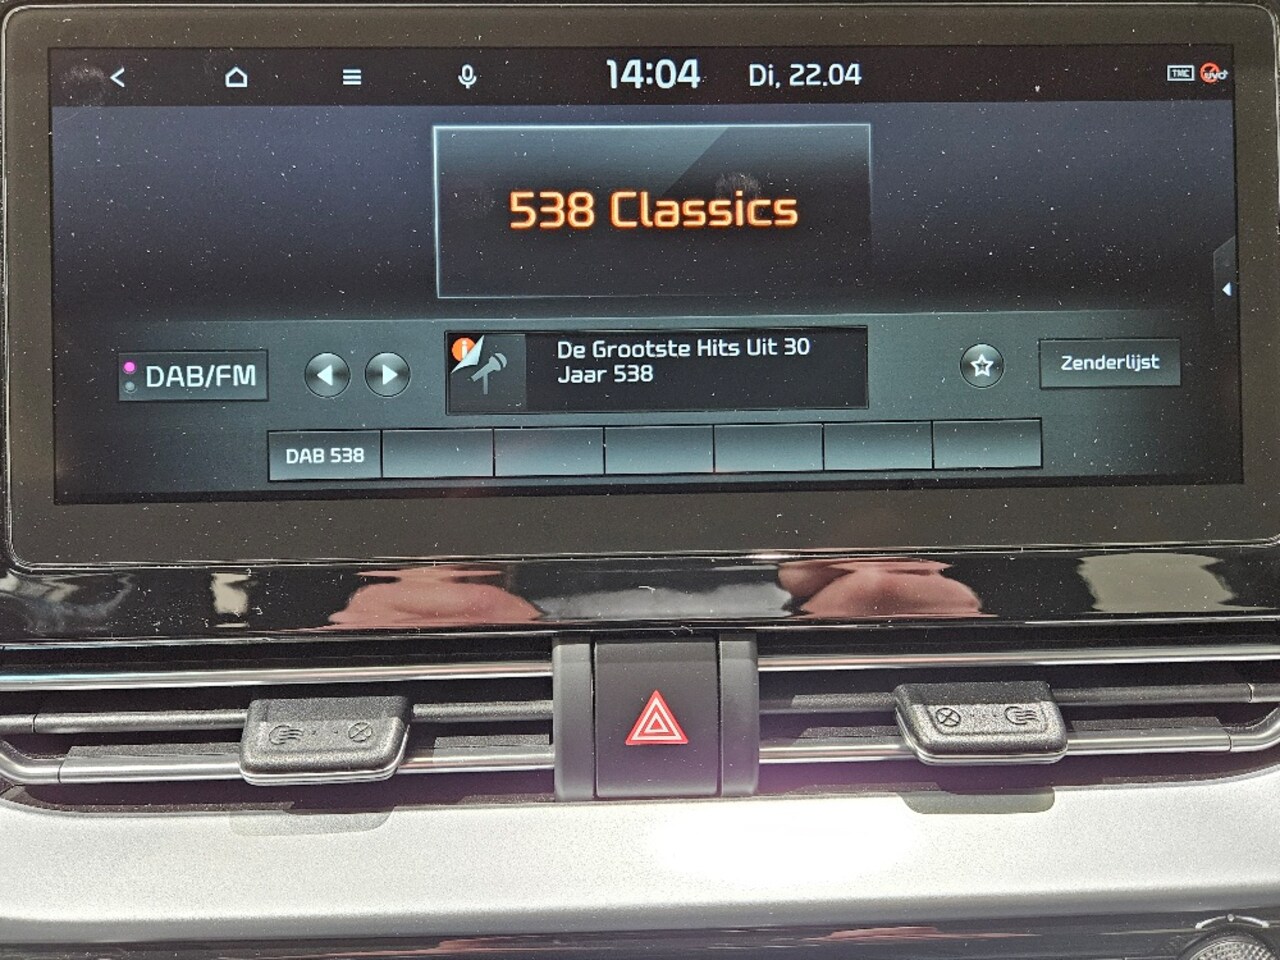 14:04 Di, 22.04 TMC
538 Classics
DAB/FM
De Grootste Hits Uit 30
Jaar 538
Zenderlijst
DAB 538